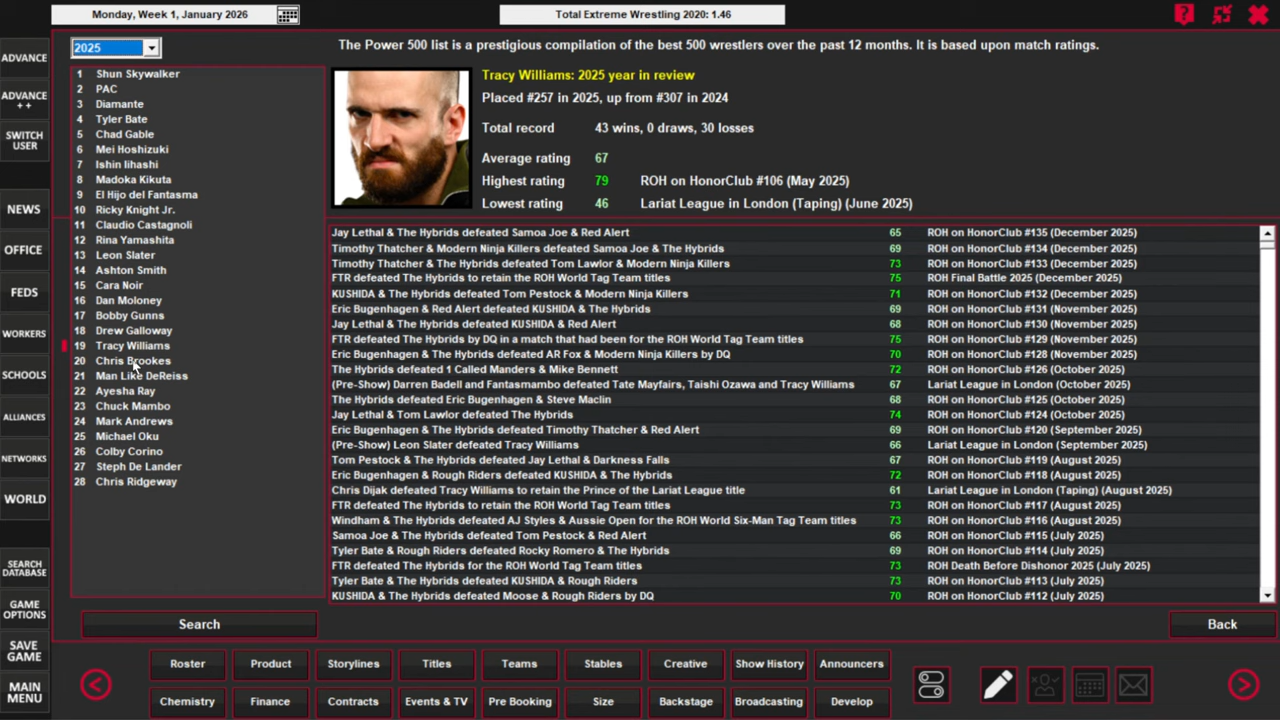 Monday, Week 1, January 2026
Total Extreme Wrestling 2020: 1.46
ADVANCE
ADVANCE
+ +
SWITCH
USER
NEWS
OFFICE
FEDS
WORKERS
SCHOOLS
ALLIANCES
NETWORKS
WORLD
SEARCH
DATABASE
GAME
OPTIONS
SAVE
GAME
MAIN
MENU
2025
The Power 500 list is a prestigious compilation of the best 500 wrestlers over the past 12 months. It is based upon match ratings.
1 Shun Skywalker
2 PAC
3 Diamante
4 Tyler Bate
5 Chad Gable
6 Mei Hoshizuki
7 Ishin Iihashi
8 Madoka Kikuta
9 El Hijo del Fantasma
10 Ricky Knight Jr.
11 Claudio Castagnoli
12 Rina Yamashita
13 Leon Slater
14 Ashton Smith
15 Cara Noir
16 Dan Moloney
17 Bobby Gunns
18 Drew Galloway
19 Tracy Williams
20 Chris Brookes
21 Man Like DeReiss
22 Ayesha Ray
23 Chuck Mambo
24 Mark Andrews
25 Michael Oku
26 Colby Corino
27 Steph De Lander
28 Chris Ridgeway
Search
Tracy Williams: 2025 year in review
Placed #257 in 2025, up from #307 in 2024
Total record 43 wins, 0 draws, 30 losses
Average rating 67
Highest rating 79 ROH on HonorClub #106 (May 2025)
Lowest rating 46 Lariat League in London (Taping) (June 2025)
Jay Lethal & The Hybrids defeated Samoa Joe & Red Alert 65 ROH on HonorClub #135 (December 2025)
Timothy Thatcher & Modern Ninja Killers defeated Samoa Joe & The Hybrids 69 ROH on HonorClub #134 (December 2025)
Timothy Thatcher & The Hybrids defeated Tom Lawlor & Modern Ninja Killers 73 ROH on HonorClub #133 (December 2025)
FTR defeated The Hybrids to retain the ROH World Tag Team titles 75 ROH Final Battle 2025 (December 2025)
KUSHIDA & The Hybrids defeated Tom Pestock & Modern Ninja Killers 71 ROH on HonorClub #132 (December 2025)
Eric Bugenhagen & Red Alert defeated KUSHIDA & The Hybrids 69 ROH on HonorClub #131 (November 2025)
Jay Lethal & The Hybrids defeated KUSHIDA & Red Alert 68 ROH on HonorClub #130 (November 2025)
FTR defeated The Hybrids by DQ in a match that had been for the ROH World Tag Team titles 75 ROH on HonorClub #129 (November 2025)
Eric Bugenhagen & The Hybrids defeated AR Fox & Modern Ninja Killers by DQ 70 ROH on HonorClub #128 (November 2025)
The Hybrids defeated 1 Called Manders & Mike Bennett 72 ROH on HonorClub #126 (October 2025)
(Pre-Show) Darren Badell and Fantasmambo defeated Tate Mayfairs, Taishi Ozawa and Tracy Williams 67 Lariat League in London (October 2025)
The Hybrids defeated Eric Bugenhagen & Steve Maclin 68 ROH on HonorClub #125 (October 2025)
Jay Lethal & Tom Lawlor defeated The Hybrids 74 ROH on HonorClub #124 (October 2025)
Eric Bugenhagen & The Hybrids defeated Timothy Thatcher & Red Alert 69 ROH on HonorClub #120 (September 2025)
(Pre-Show) Leon Slater defeated Tracy Williams 66 Lariat League in London (September 2025)
Tom Pestock & The Hybrids defeated Jay Lethal & Darkness Falls 67 ROH on HonorClub #119 (August 2025)
Eric Bugenhagen & Rough Riders defeated KUSHIDA & The Hybrids 72 ROH on HonorClub #118 (August 2025)
Chris Dijak defeated Tracy Williams to retain the Prince of the Lariat League title 61 Lariat League in London (Taping) (August 2025)
FTR defeated The Hybrids to retain the ROH World Tag Team titles 73 ROH on HonorClub #117 (August 2025)
Windham & The Hybrids defeated AJ Styles & Aussie Open for the ROH World Six-Man Tag Team titles 73 ROH on HonorClub #116 (August 2025)
Samoa Joe & The Hybrids defeated Tom Pestock & Red Alert 66 ROH on HonorClub #115 (July 2025)
Tyler Bate & Rough Riders defeated Rocky Romero & The Hybrids 69 ROH on HonorClub #114 (July 2025)
FTR defeated The Hybrids for the ROH World Tag Team titles 73 ROH Death Before Dishonor 2025 (July 2025)
Tyler Bate & The Hybrids defeated KUSHIDA & Rough Riders 73 ROH on HonorClub #113 (July 2025)
KUSHIDA & The Hybrids defeated Moose & Rough Riders by DQ 70 ROH on HonorClub #112 (July 2025)
Back
Roster Product Storylines Titles Teams Stables Creative Show History Announcers
Chemistry Finance Contracts Events & TV Pre Booking Size Backstage Broadcasting Develop